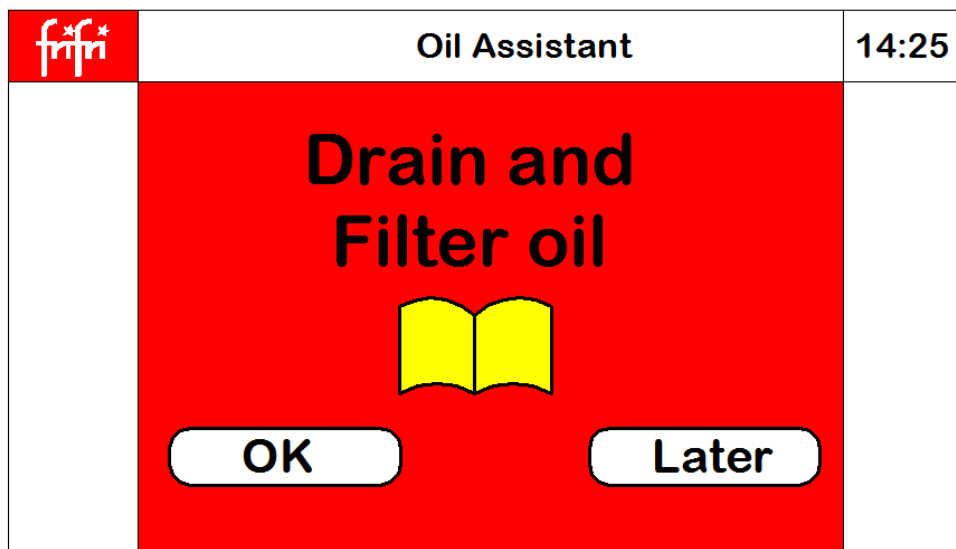 frifri
Oil Assistant
14:25
Drain and
Filter oil
OK
Later